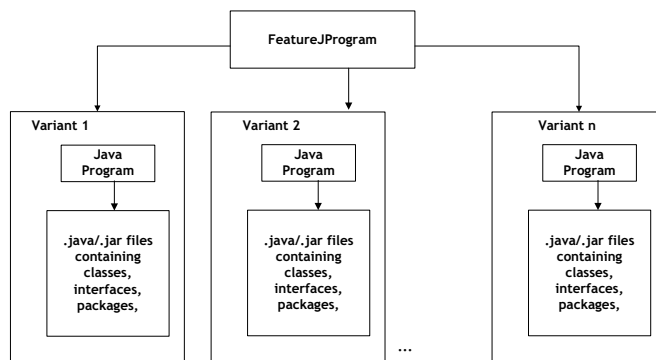 FeatureJProgram
Variant 1
Java
Program
.java/.jar files
containing
classes,
interfaces,
packages,
Variant 2
Java
Program
.java/.jar files
containing
classes,
interfaces,
packages,
...
Variant n
Java
Program
.java/.jar files
containing
classes,
interfaces,
packages,